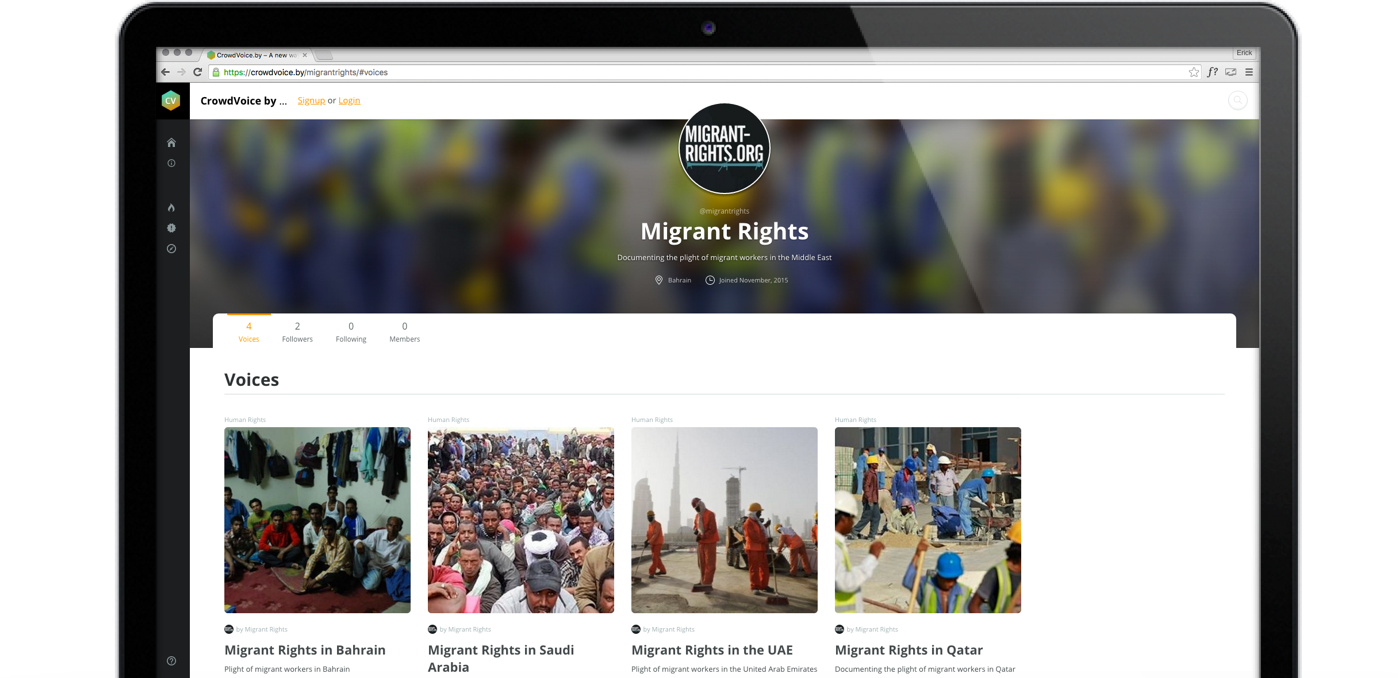 CrowdVoice.by – A new w
Erick
https://crowdvoice.by/migrantrights/#voices
f?
CV
CrowdVoice by ...
Signup or Login
MIGRANT-
RIGHTS.ORG
@migrantrights
Migrant Rights
Documenting the plight of migrant workers in the Middle East
Bahrain
Joined November, 2015
4 2 0 0
Voices Followers Following Members
Voices
Human Rights Human Rights Human Rights Human Rights
by Migrant Rights by Migrant Rights by Migrant Rights by Migrant Rights
Migrant Rights in Bahrain
Plight of migrant workers in Bahrain
Migrant Rights in Saudi
Arabia
Migrant Rights in the UAE
Plight of migrant workers in the United Arab Emirates
Migrant Rights in Qatar
Documenting the plight of migrant workers in Qatar